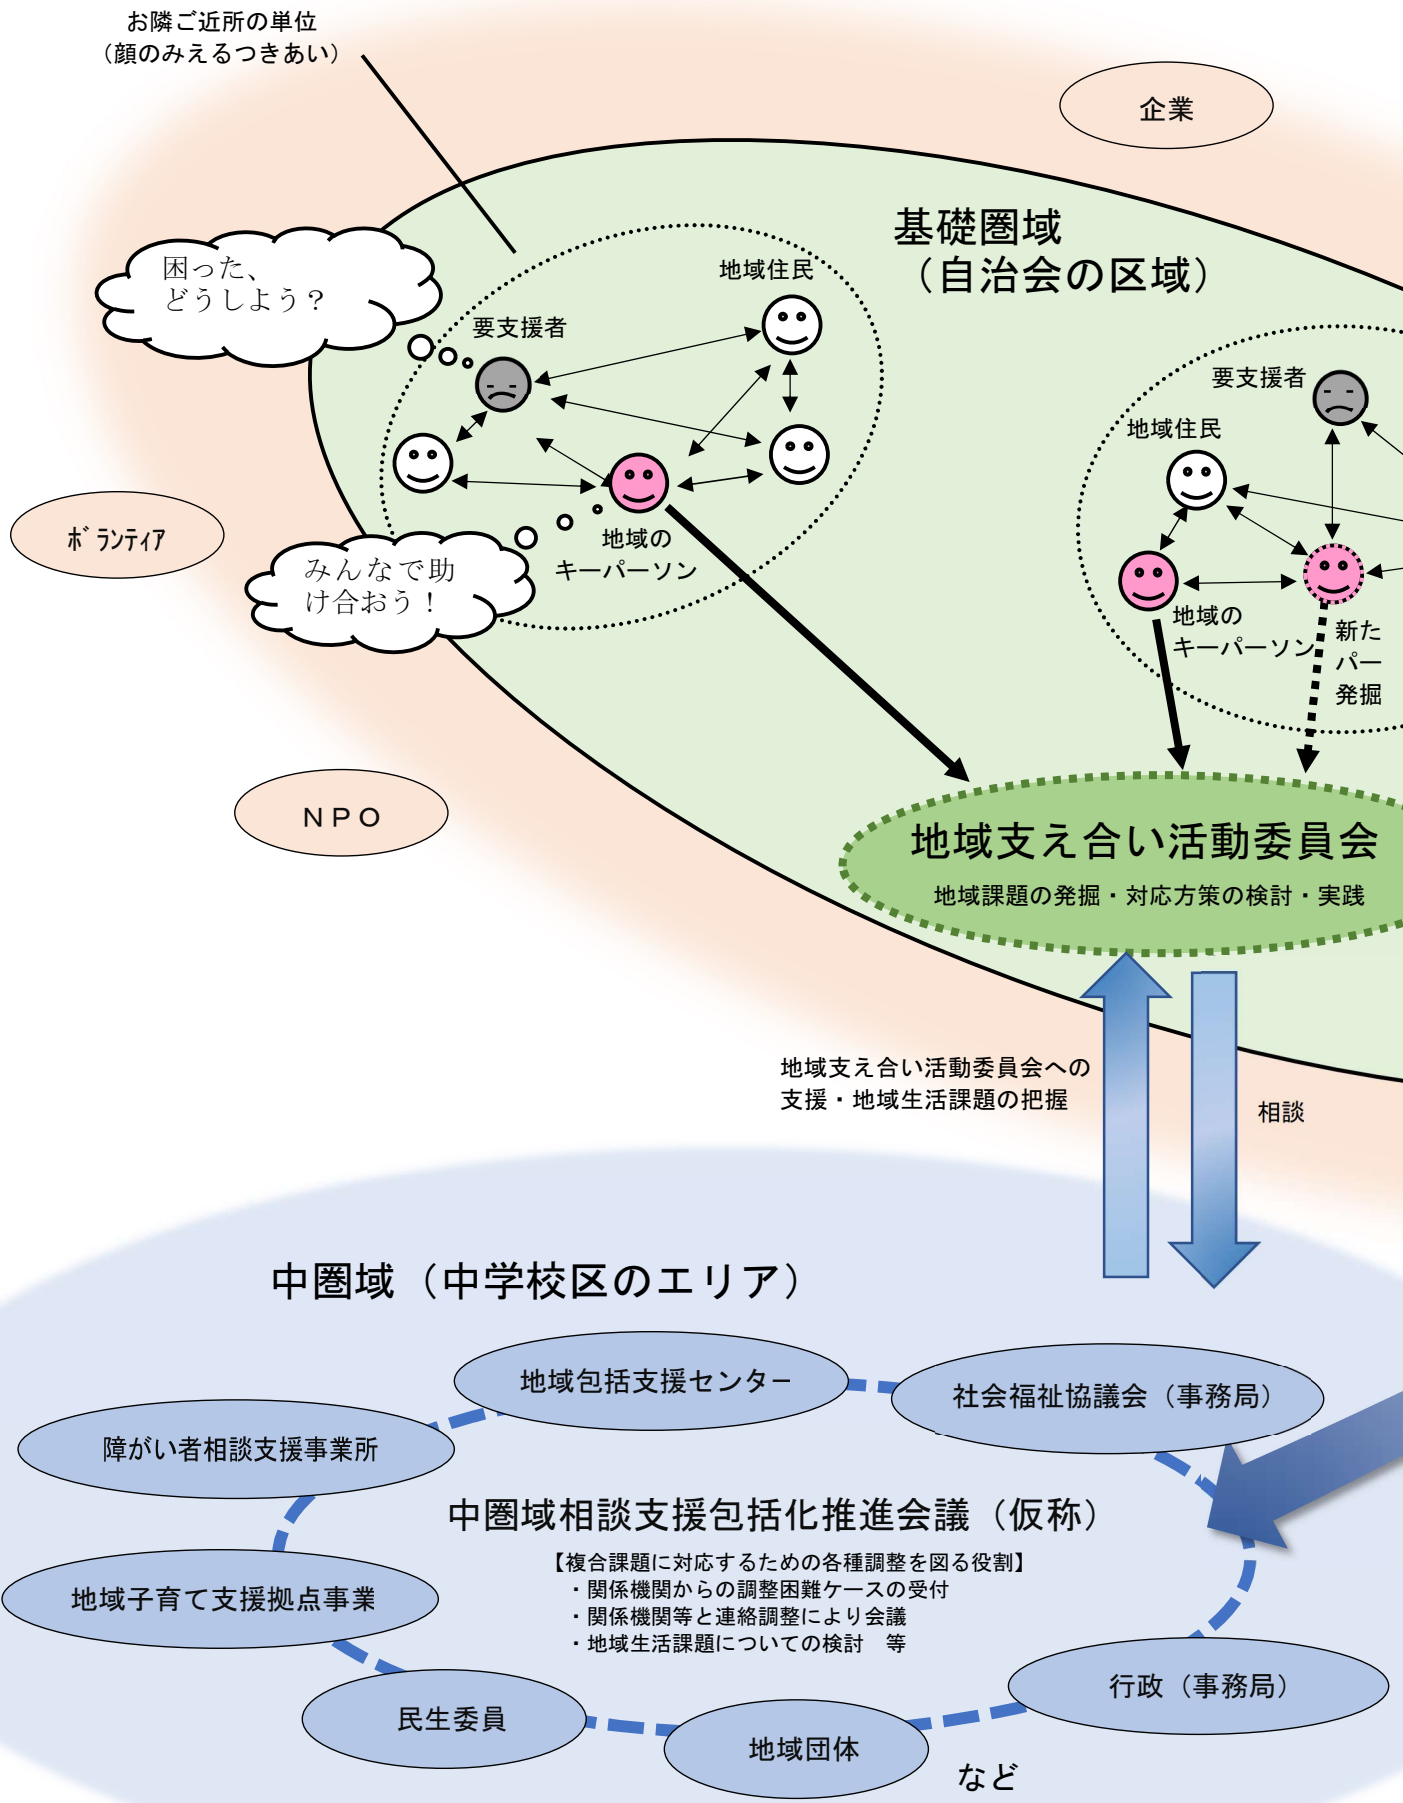 お隣ご近所の単位
(顔のみえるつきあい)
企業
基礎圏域
(自治会の区域)
困った、
どうしよう?
地域住民
要支援者
要支援者
地域住民
ボランティア
みんなで助
け合おう!
地域の
キーパーソン
地域の
キーパーソン
新た
パー
発掘
NPO
地域支え合い活動委員会
地域課題の発掘・対応方策の検討・実践
地域支え合い活動委員会への
支援・地域生活課題の把握
相談
中圏域(中学校区のエリア)
地域包括支援センター
社会福祉協議会(事務局)
障がい者相談支援事業所
中圏域相談支援包括化推進会議(仮称)
【複合課題に対応するための各種調整を図る役割】
・関係機関からの調整困難ケースの受付
・関係機関等と連絡調整により会議
・地域生活課題についての検討 等
地域子育て支援拠点事業
行政(事務局)
民生委員
地域団体
など